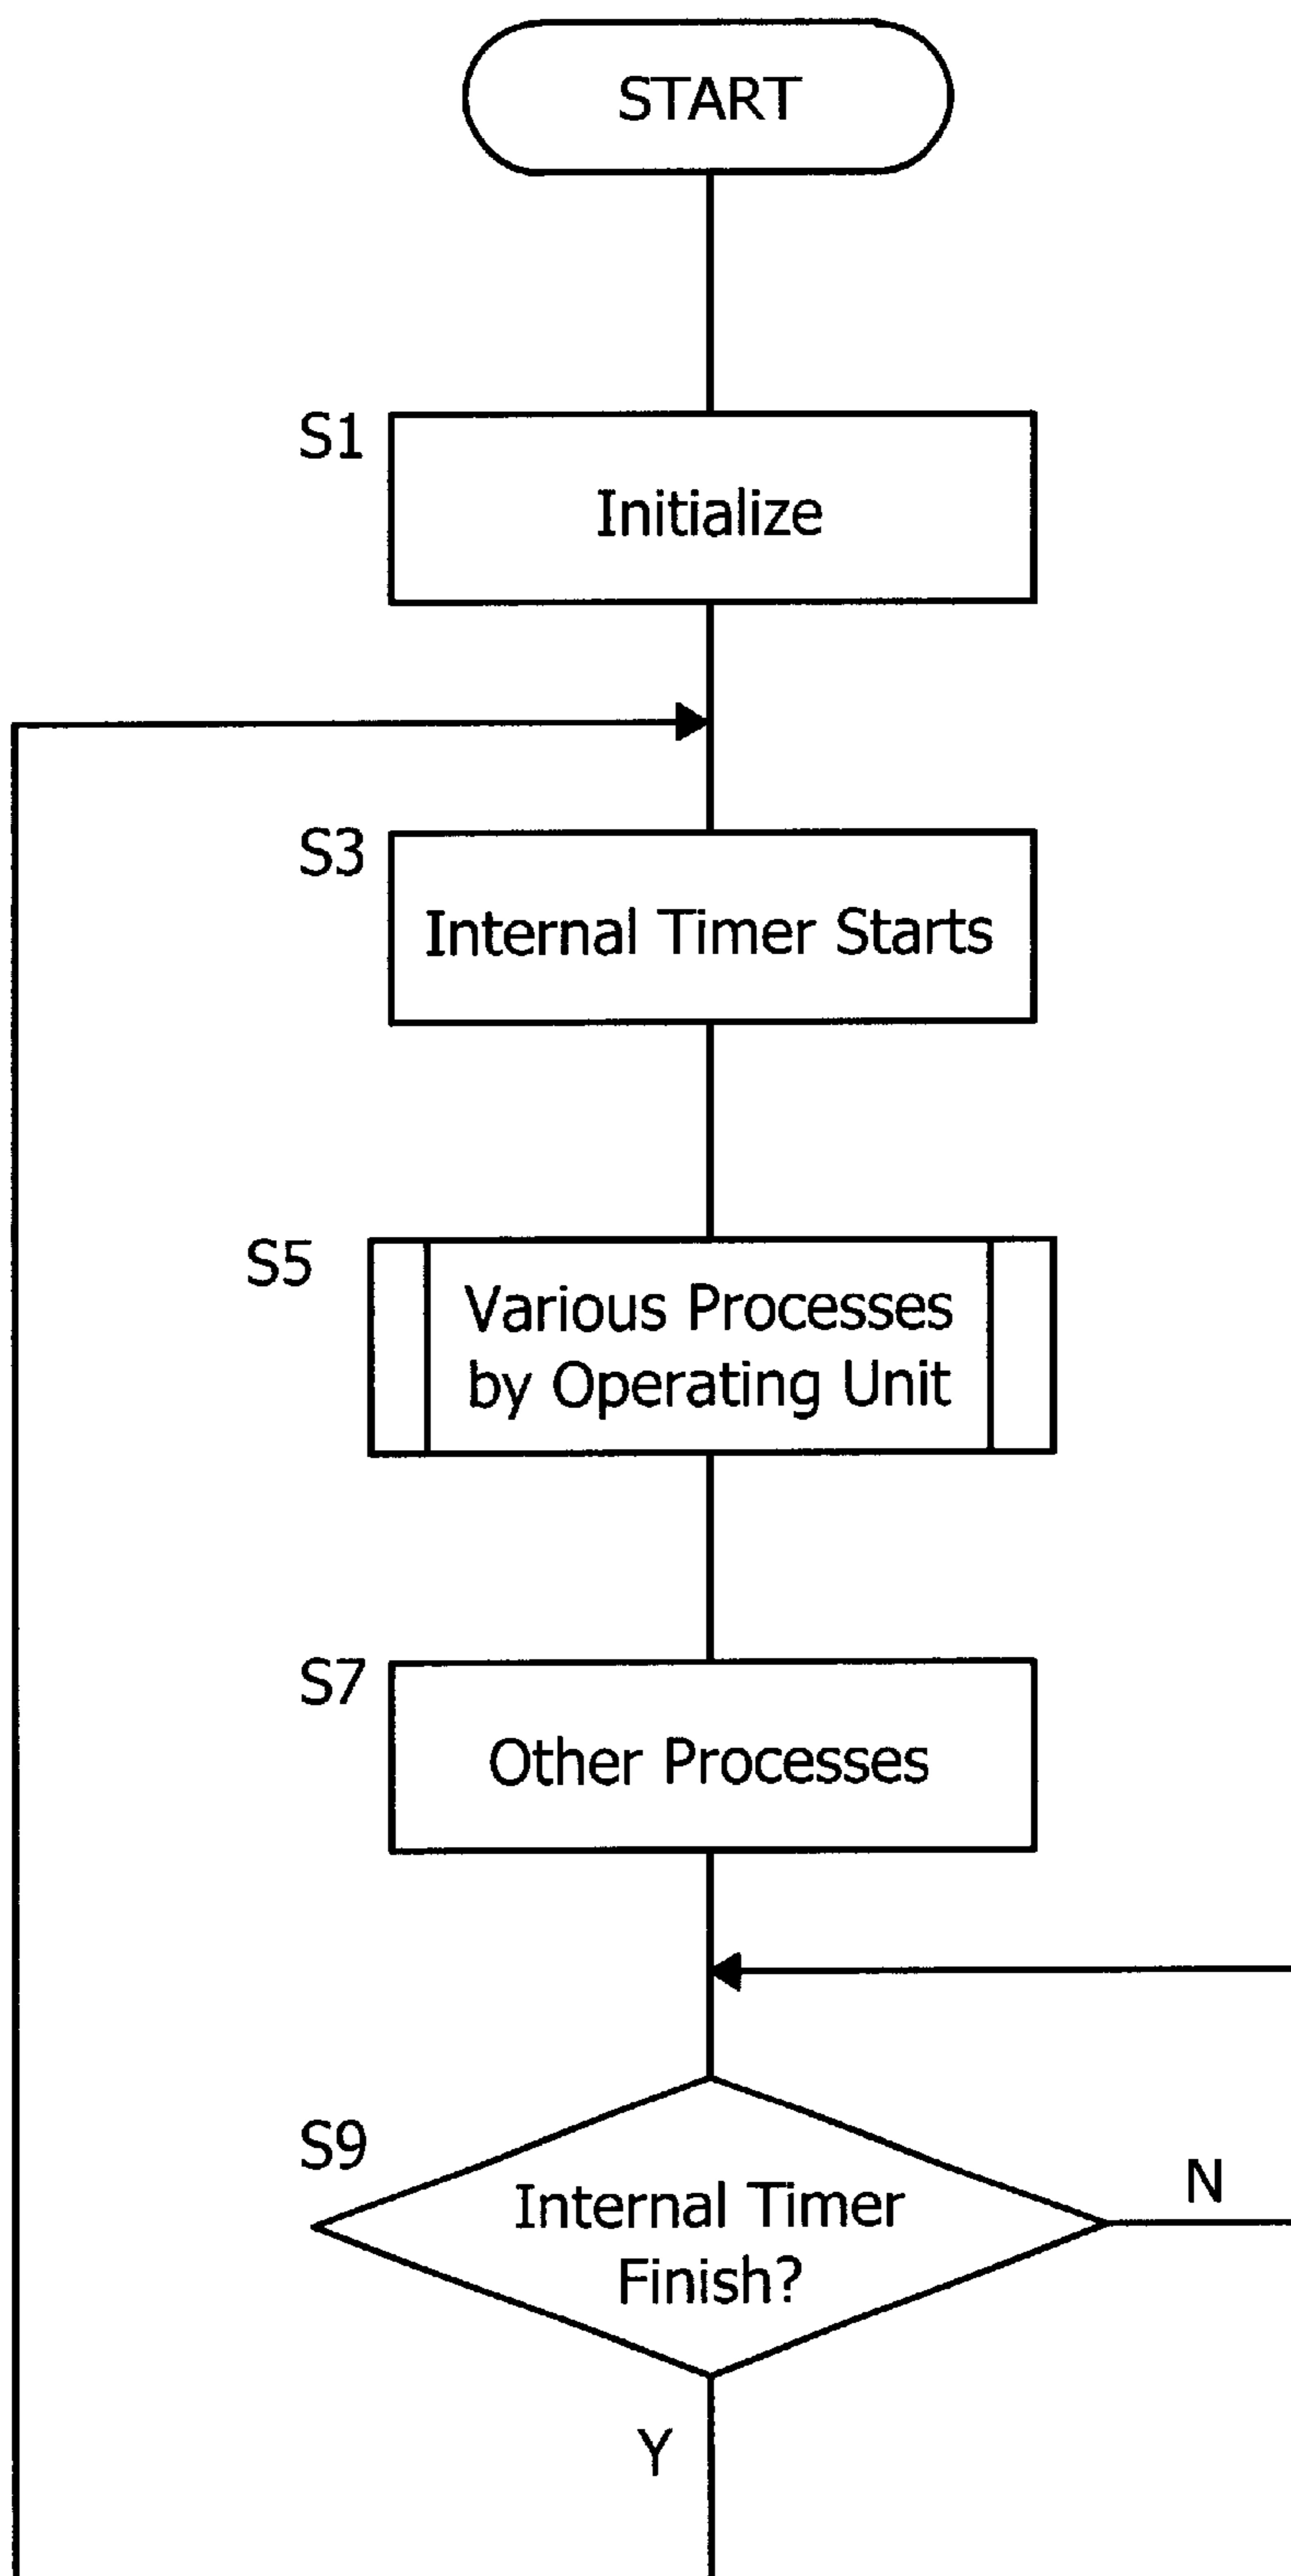 START
S1
Initialize
S3
Internal Timer Starts
S5
Various Processes
by Operating Unit
S7
Other Processes
S9
Internal Timer
Finish?
N
Y